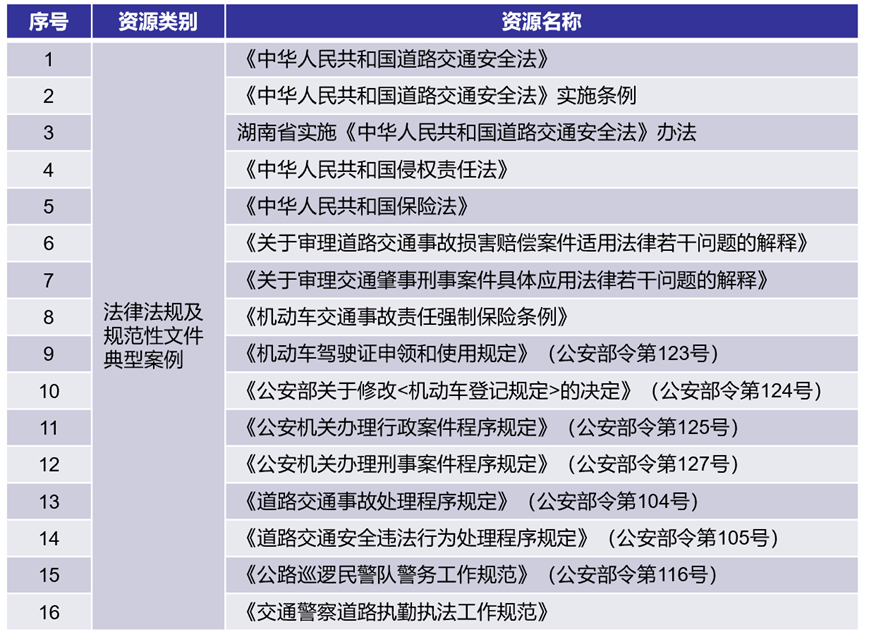 序号 资源类别 资源名称
1 《中华人民共和国道路交通安全法》
2 《中华人民共和国道路交通安全法》实施条例
3 湖南省实施《中华人民共和国道路交通安全法》办法
4 《中华人民共和国侵权责任法》
5 《中华人民共和国保险法》
6 《关于审理道路交通事故损害赔偿案件适用法律若干问题的解释》
7 《关于审理交通肇事刑事案件具体应用法律若干问题的解释》
法律法规及
规范性文件
典型案例
8 《机动车交通事故责任强制保险条例》
9 《机动车驾驶证申领和使用规定》（公安部令第123号）
10 《公安部关于修改<机动车登记规定>的决定》（公安部令第124号）
11 《公安机关办理行政案件程序规定》（公安部令第125号）
12 《公安机关办理刑事案件程序规定》（公安部令第127号）
13 《道路交通事故处理程序规定》（公安部令第104号）
14 《道路交通安全违法行为处理程序规定》（公安部令第105号）
15 《公路巡逻民警队警务工作规范》（公安部令第116号）
16 《交通警察道路执勤执法工作规范》